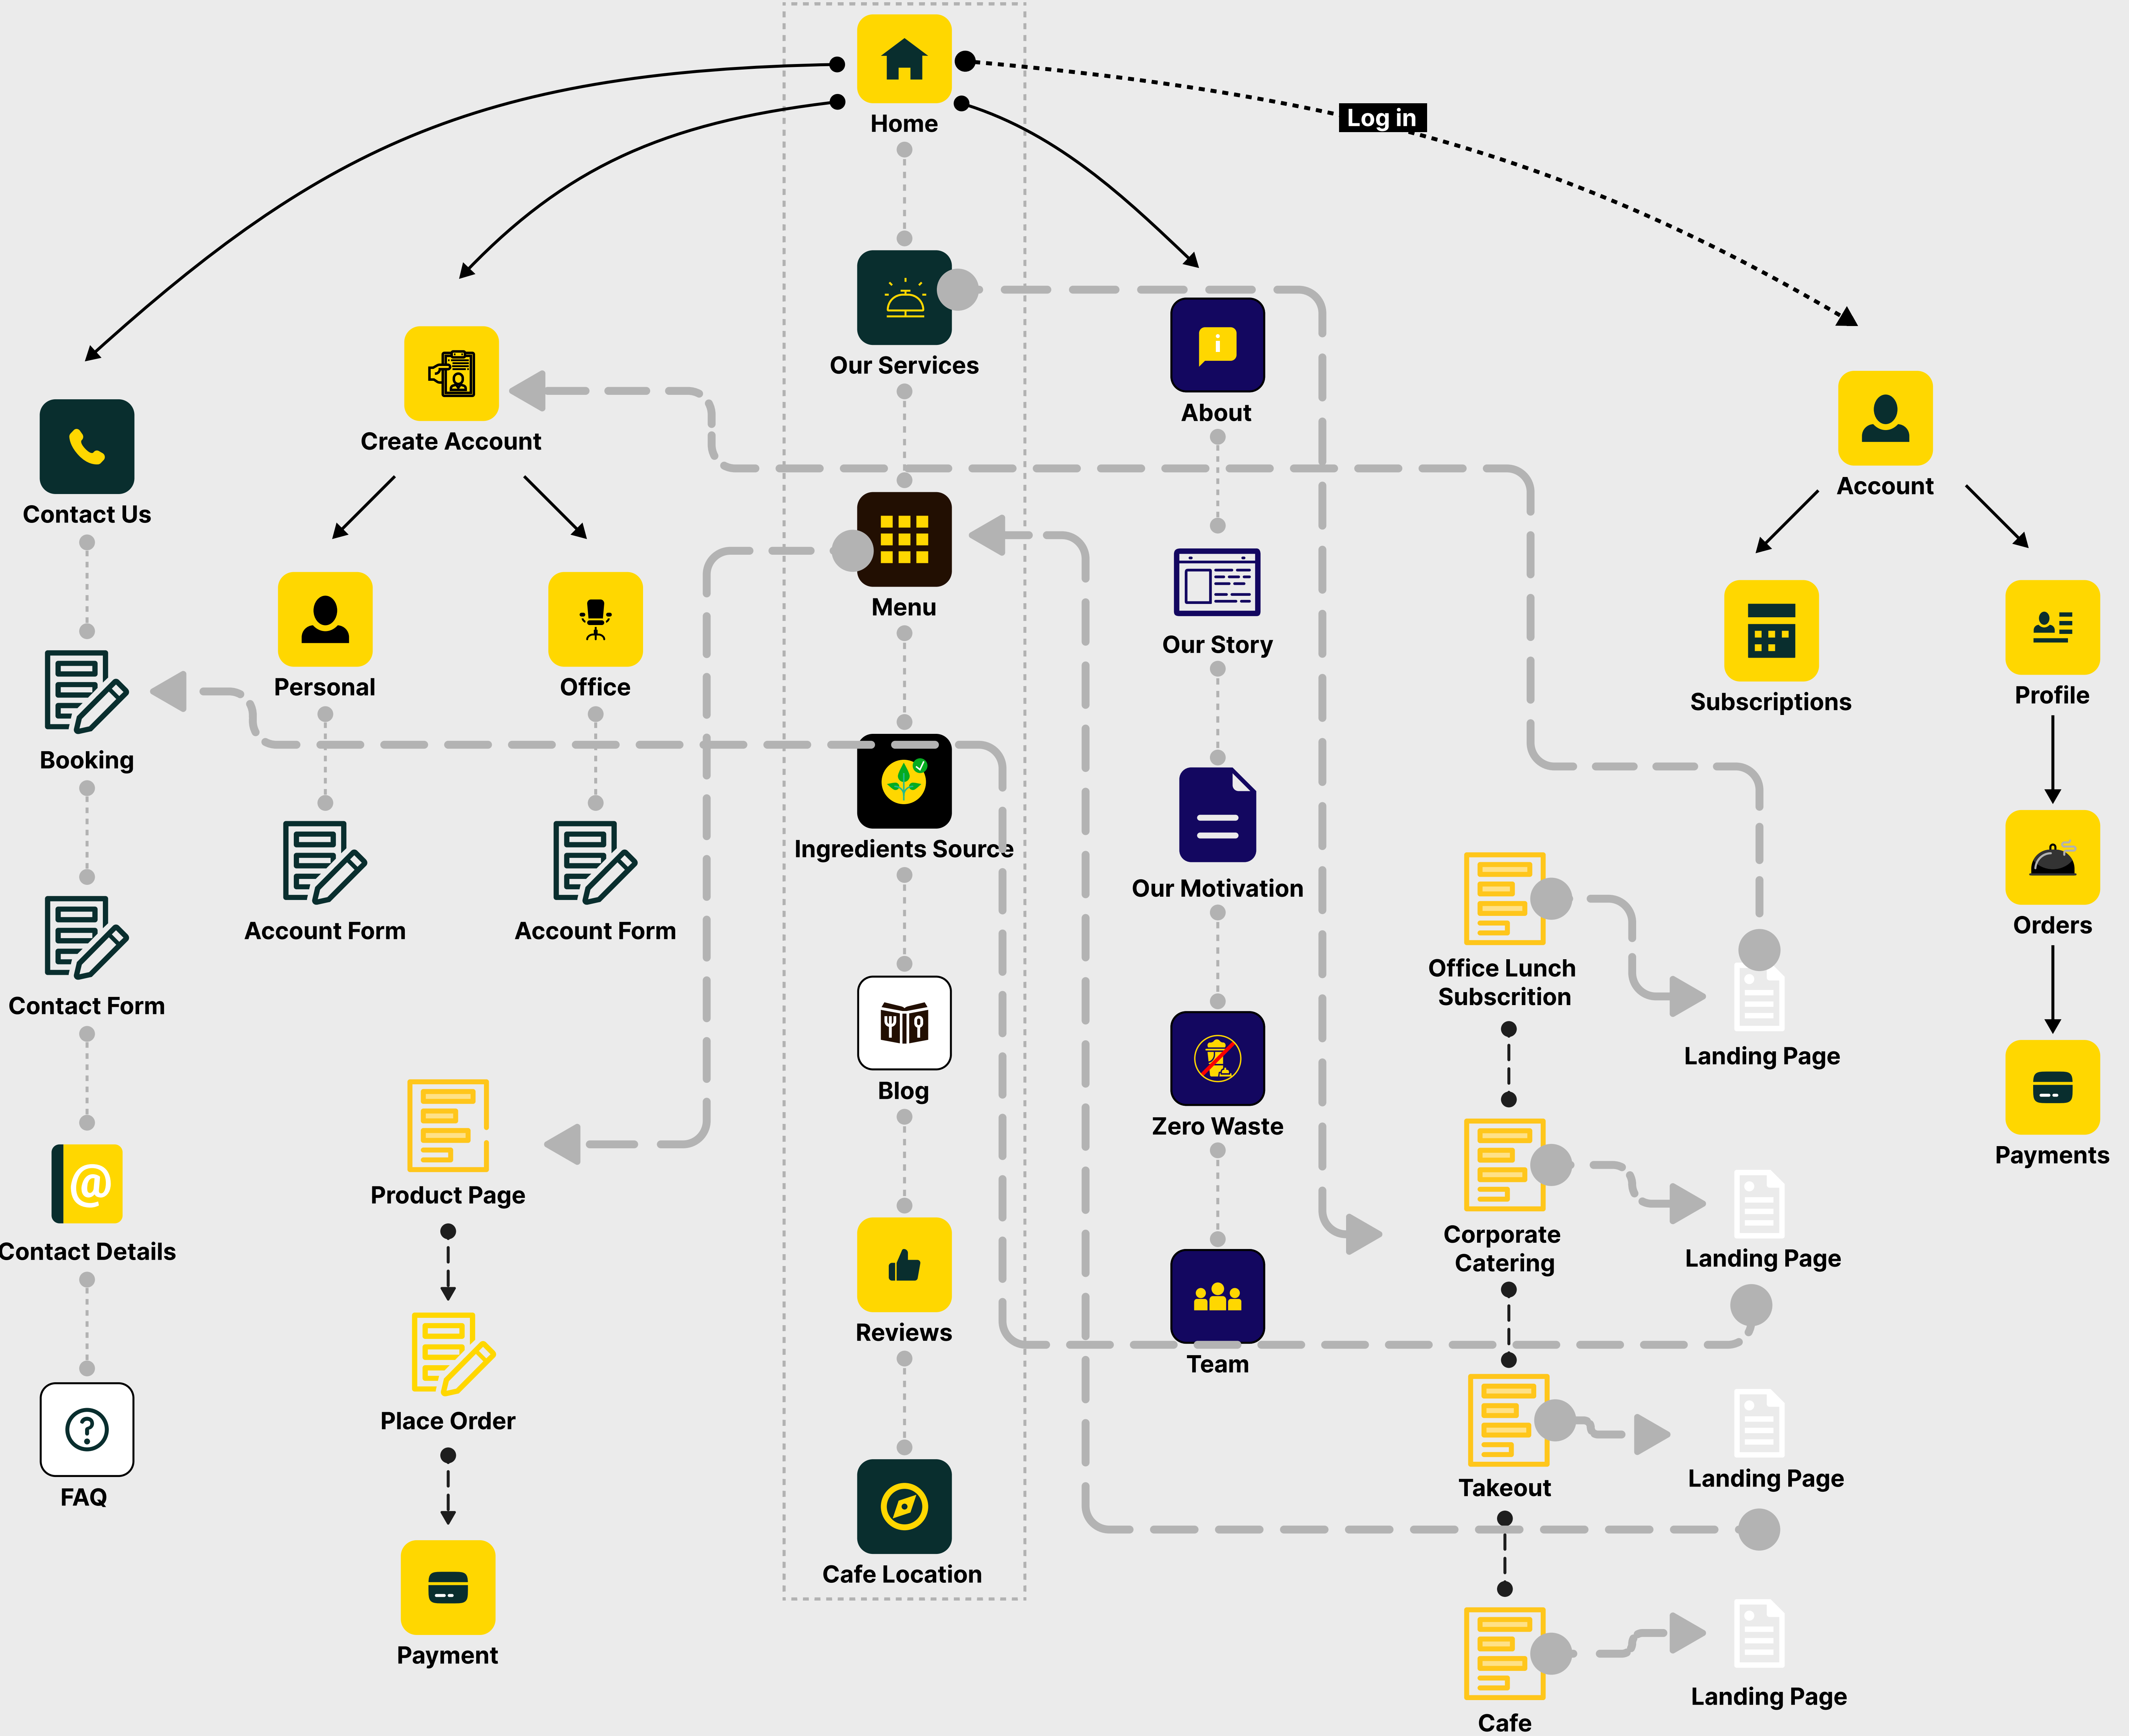 Home
Log in
Our Services
About
Create Account
Account
Contact Us
Menu
Our Story
Personal
Office
Subscriptions
Profile
Booking
Ingredients Source
Our Motivation
Account Form
Account Form
Orders
Office Lunch
Subscrition
Contact Form
Landing Page
Blog
Zero Waste
Payments
Product Page
@
Contact Details
Corporate
Catering
Landing Page
Reviews
Team
Place Order
Takeout
Landing Page
FAQ
Cafe Location
Payment
Landing Page
Cafe